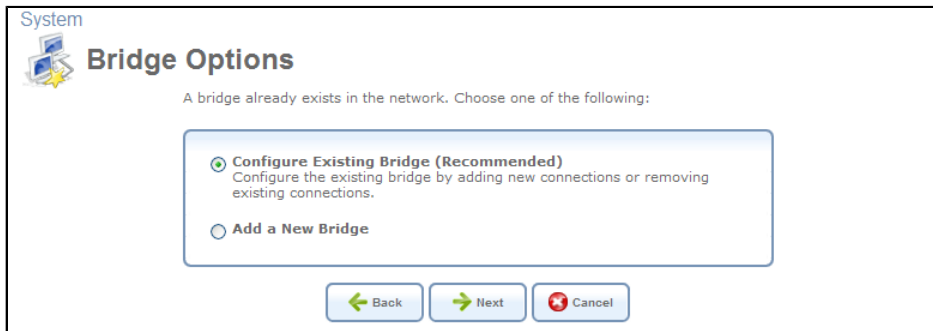 System
Bridge Options
A bridge already exists in the network. Choose one of the following:
Configure Existing Bridge (Recommended)
Configure the existing bridge by adding new connections or removing
existing connections.
Add a New Bridge
Back
Next
Cancel